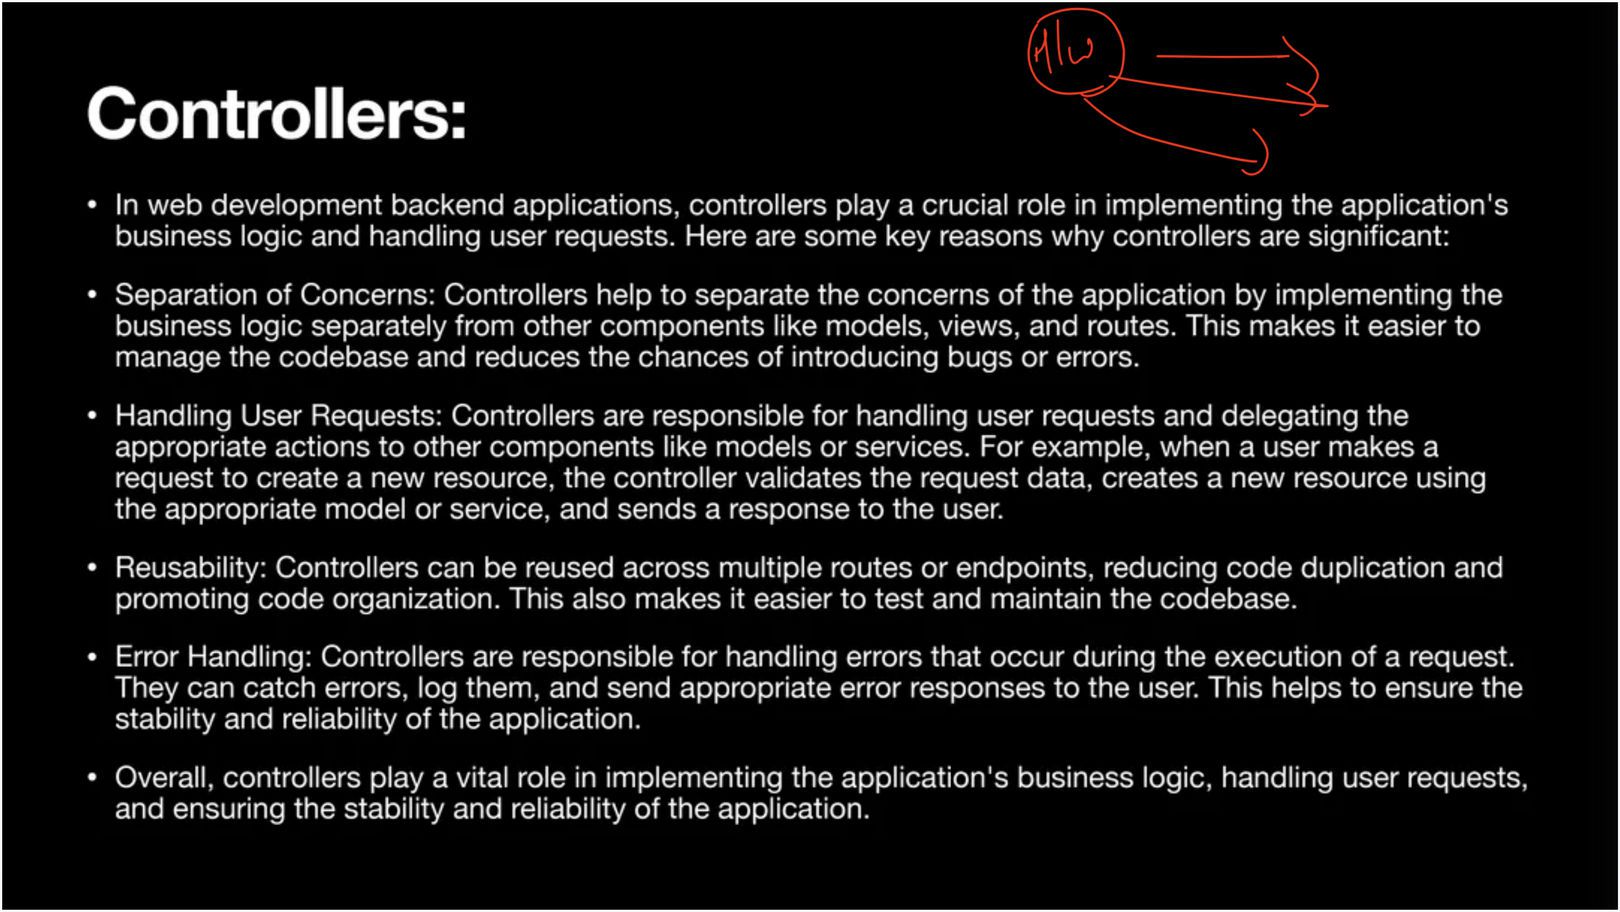 H/W
Controllers:
• In web development backend applications, controllers play a crucial role in implementing the application's
business logic and handling user requests. Here are some key reasons why controllers are significant:
• Separation of Concerns: Controllers help to separate the concerns of the application by implementing the
business logic separately from other components like models, views, and routes. This makes it easier to
manage the codebase and reduces the chances of introducing bugs or errors.
• Handling User Requests: Controllers are responsible for handling user requests and delegating the
appropriate actions to other components like models or services. For example, when a user makes a
request to create a new resource, the controller validates the request data, creates a new resource using
the appropriate model or service, and sends a response to the user.
• Reusability: Controllers can be reused across multiple routes or endpoints, reducing code duplication and
promoting code organization. This also makes it easier to test and maintain the codebase.
• Error Handling: Controllers are responsible for handling errors that occur during the execution of a request.
They can catch errors, log them, and send appropriate error responses to the user. This helps to ensure the
stability and reliability of the application.
• Overall, controllers play a vital role in implementing the application's business logic, handling user requests,
and ensuring the stability and reliability of the application.